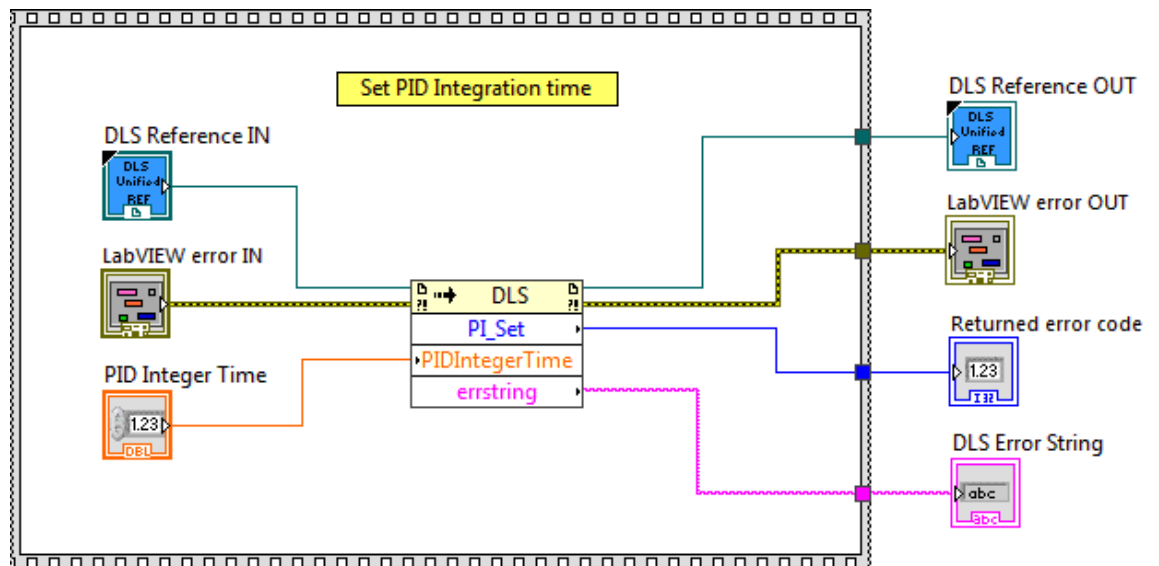 Set PID Integration time
DLS Reference IN
DLS
Unified
REF
LabVIEW error IN
PID Integer Time
1.23
DBL
?! DLS ?!
PI_Set
PIDIntegerTime
errstring
DLS Reference OUT
DLS
Unified
REF
LabVIEW error OUT
Returned error code
1.23
I32
DLS Error String
abc
abc